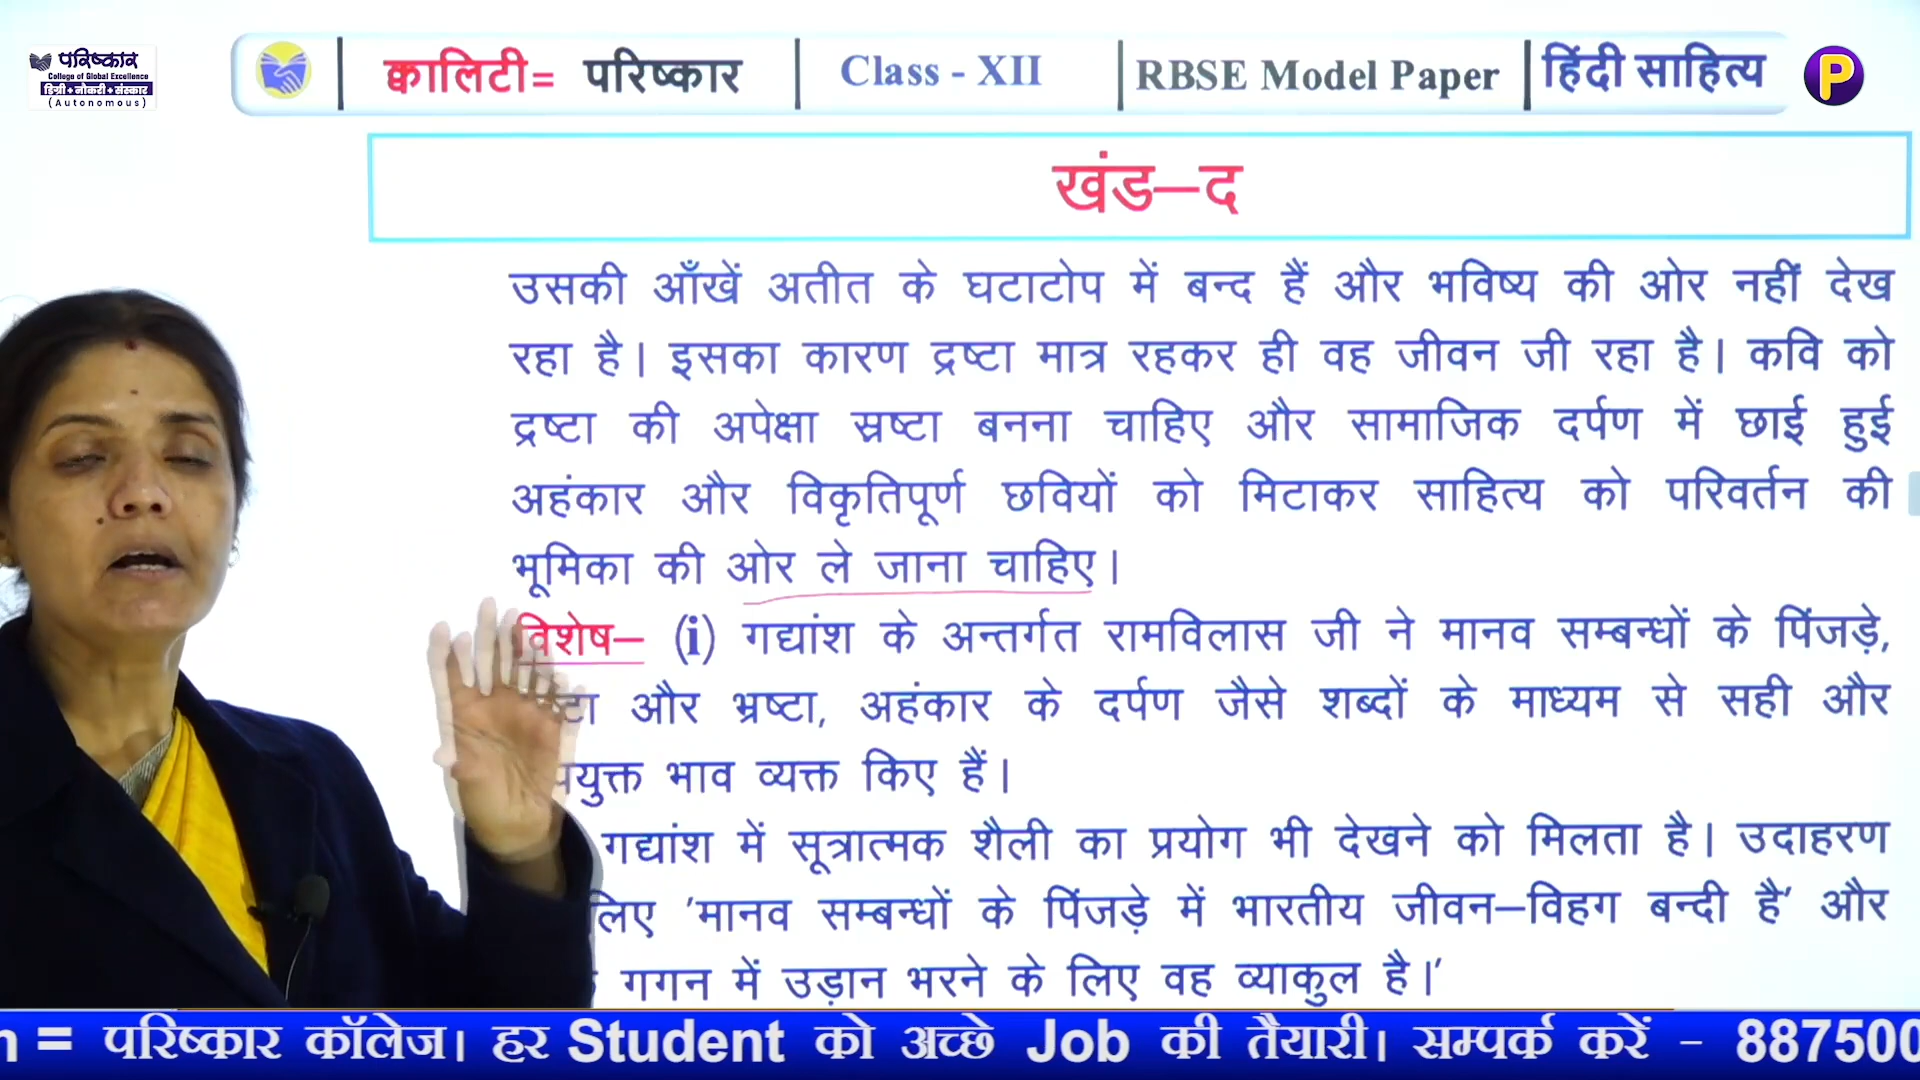 परिष्कार
College of Global Excellence
डिग्री + नौकरी + संस्कार
(Autonomous)
क्वालिटी= परिष्कार
Class - XII
RBSE Model Paper
हिंदी साहित्य
P
खंड–द
उसकी आँखें अतीत के घटाटोप में बन्द हैं और भविष्य की ओर नहीं देख
रहा है। इसका कारण द्रष्टा मात्र रहकर ही वह जीवन जी रहा है। कवि को
द्रष्टा की अपेक्षा स्रष्टा बनना चाहिए और सामाजिक दर्पण में छाई हुई
अहंकार और विकृतिपूर्ण छवियों को मिटाकर साहित्य को परिवर्तन की
भूमिका की ओर ले जाना चाहिए।
विशेष– (i) गद्यांश के अन्तर्गत रामविलास जी ने मानव सम्बन्धों के पिंजड़े,
और भ्रष्टा, अहंकार के दर्पण जैसे शब्दों के माध्यम से सही और
भाव व्यक्त किए हैं।
गद्यांश में सूत्रात्मक शैली का प्रयोग भी देखने को मिलता है। उदाहरण
लिए 'मानव सम्बन्धों के पिंजड़े में भारतीय जीवन–विहग बन्दी है' और
गगन में उड़ान भरने के लिए वह व्याकुल है।'
= परिष्कार कॉलेज। हर Student को अच्छे Job की तैयारी। सम्पर्क करें - 887500